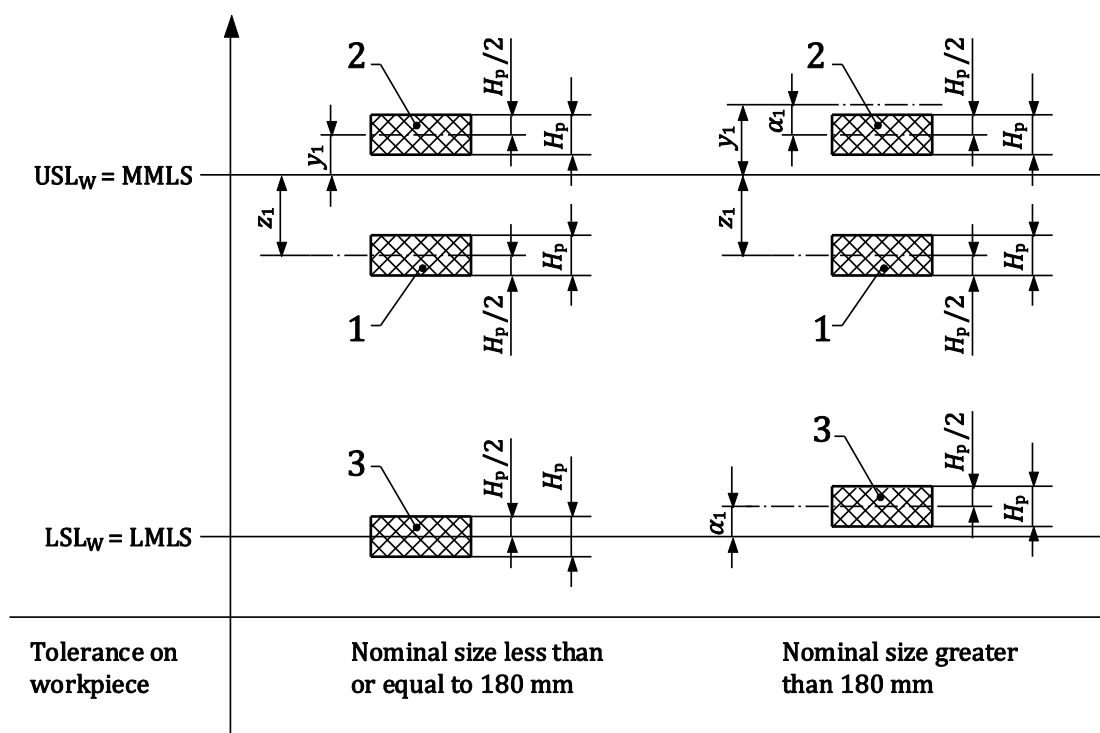 2
H_p/2
H_p
y_1
2
α_1
y_1
H_p/2
H_p
USL_W = MMLS
z_1
H_p
1
H_p/2
z_1
H_p
1
H_p/2
3
H_p/2
H_p
3
H_p/2
H_p
α_1
LSL_W = LMLS
Tolerance on
workpiece
Nominal size less than
or equal to 180 mm
Nominal size greater
than 180 mm